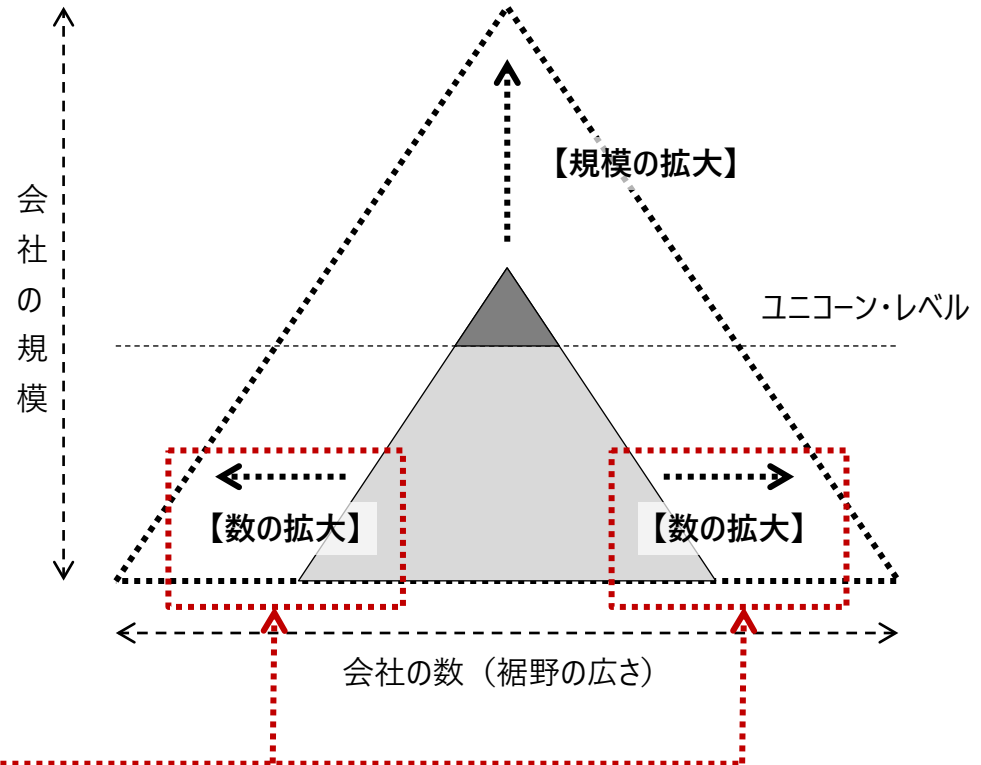 【規模の拡大】
会社の規模
ユニコーン・レベル
【数の拡大】
【数の拡大】
会社の数（裾野の広さ）